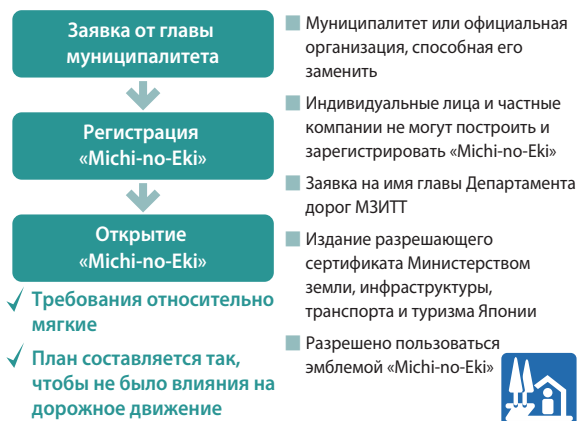 Заявка от главы
муниципалитета
Регистрация
«Michi-no-Eki»
Открытие
«Michi-no-Eki»
Требования относительно
мягкие
План составляется так,
чтобы не было влияния на
дорожное движение
Муниципалитет или официальная
организация, способная его
заменить
Индивидуальные лица и частные
компании не могут построить и
зарегистрировать «Michi-no-Eki»
Заявка на имя главы Департамента
дорог МЗИТТ
Издание разрешающего
сертификата Министерством
земли, инфраструктуры,
транспорта и туризма Японии
Разрешено пользоваться
эмблемой «Michi-no-Eki»